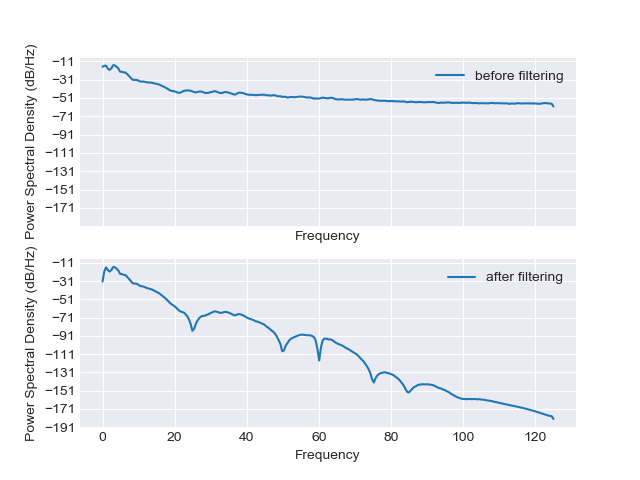 Power Spectral Density (dB/Hz)
−11
−31
−51
−71
−91
−111
−131
−151
−171
before filtering
Frequency
Power Spectral Density (dB/Hz)
−11
−31
−51
−71
−91
−111
−131
−151
−171
−191
after filtering
0 20 40 60 80 100 120
Frequency